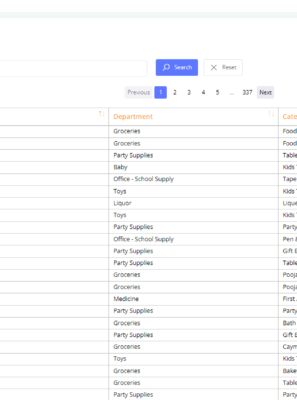 Search Reset
Previous 1 2 3 4 5 ... 337 Next
Department Cate
Groceries Food
Groceries Food
Party Supplies Table
Baby Kids
Office - School Supply Tape
Toys Kids
Liquor Lique
Toys Kids
Party Supplies Party
Office - School Supply Pen &
Party Supplies Gift B
Party Supplies Table
Groceries Pooja
Groceries Pooja
Medicine First
Party Supplies Party
Groceries Bath
Party Supplies Gift B
Groceries Caym
Toys Kids
Groceries Bake
Groceries Table
Party Supplies Party